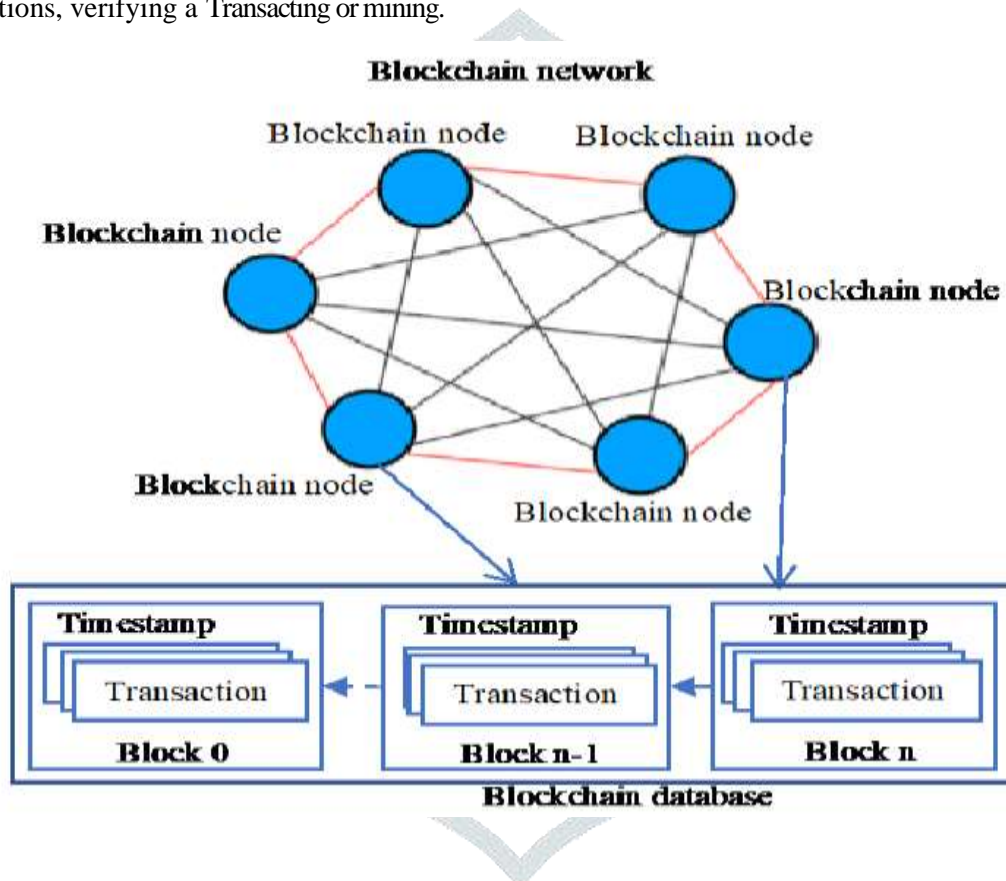 tions, verifying a Transacting or mining.
Blockchain network
Blockchain node
Blockchain node
Blockchain node
Blockchain node
Blockchain node
Blockchain node
Timestamp
Timestamp
Timestamp
Transaction
Transaction
Transaction
Block 0
Block n-1
Block n
Blockchain database